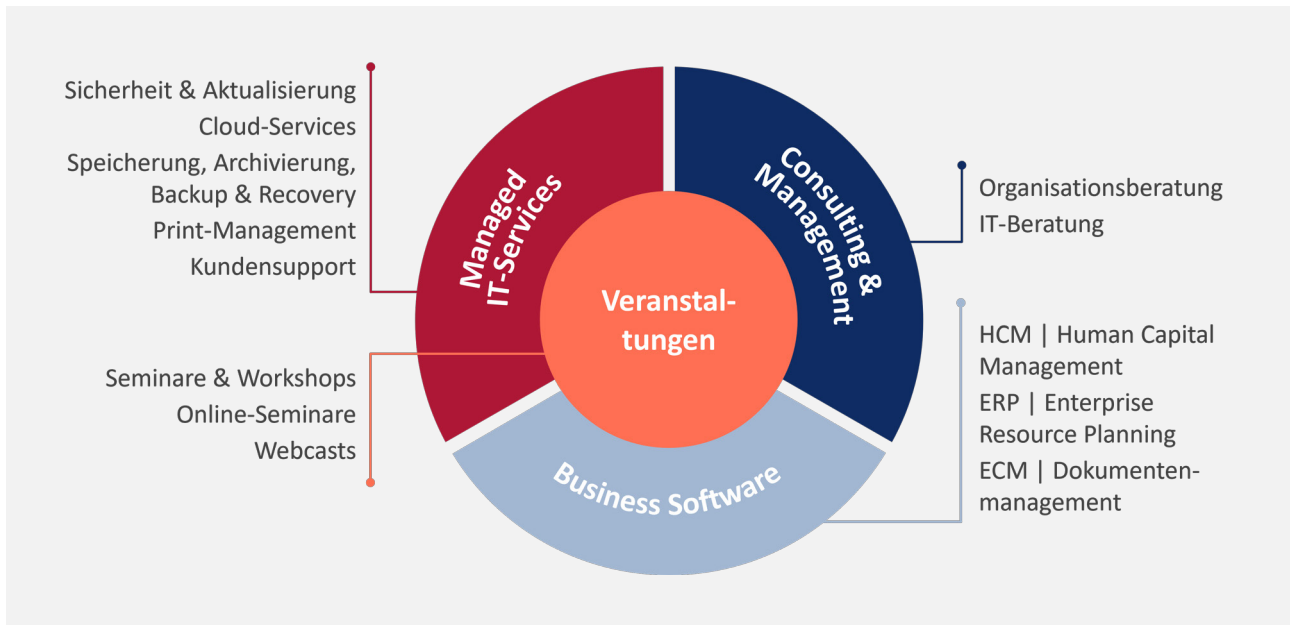 Sicherheit & Aktualisierung
Cloud-Services
Speicherung, Archivierung,
Backup & Recovery
Print-Management
Kundensupport
Seminare & Workshops
Online-Seminare
Webcasts
Managed
IT-Services
Consulting &
Management
Veranstal-
tungen
Business Software
Organisationsberatung
IT-Beratung
HCM | Human Capital
Management
ERP | Enterprise
Resource Planning
ECM | Dokumenten-
management